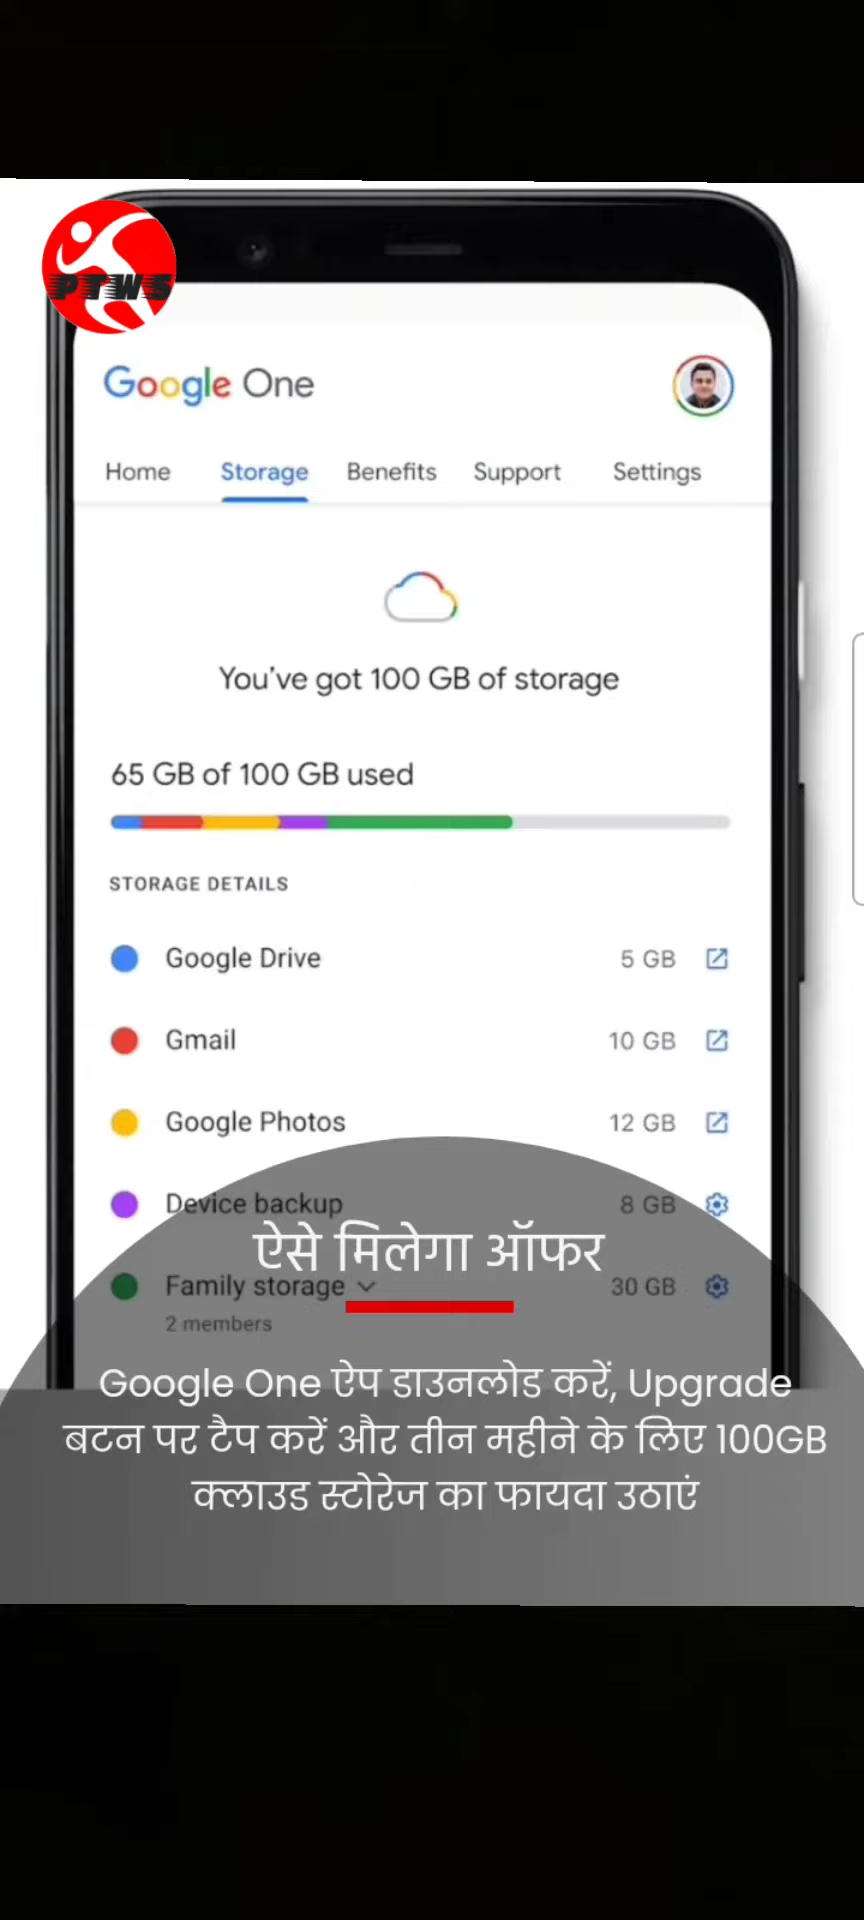 PTWS
Google One
Home Storage Benefits Support Settings
You've got 100 GB of storage
65 GB of 100 GB used
STORAGE DETAILS
Google Drive 5 GB
Gmail 10 GB
Google Photos 12 GB
Device backup 8 GB
ऐसे मिलेगा ऑफर
Family storage 30 GB
2 members
Google One ऐप डाउनलोड करें, Upgrade
बटन पर टैप करें और तीन महीने के लिए 100GB
क्लाउड स्टोरेज का फायदा उठाएं